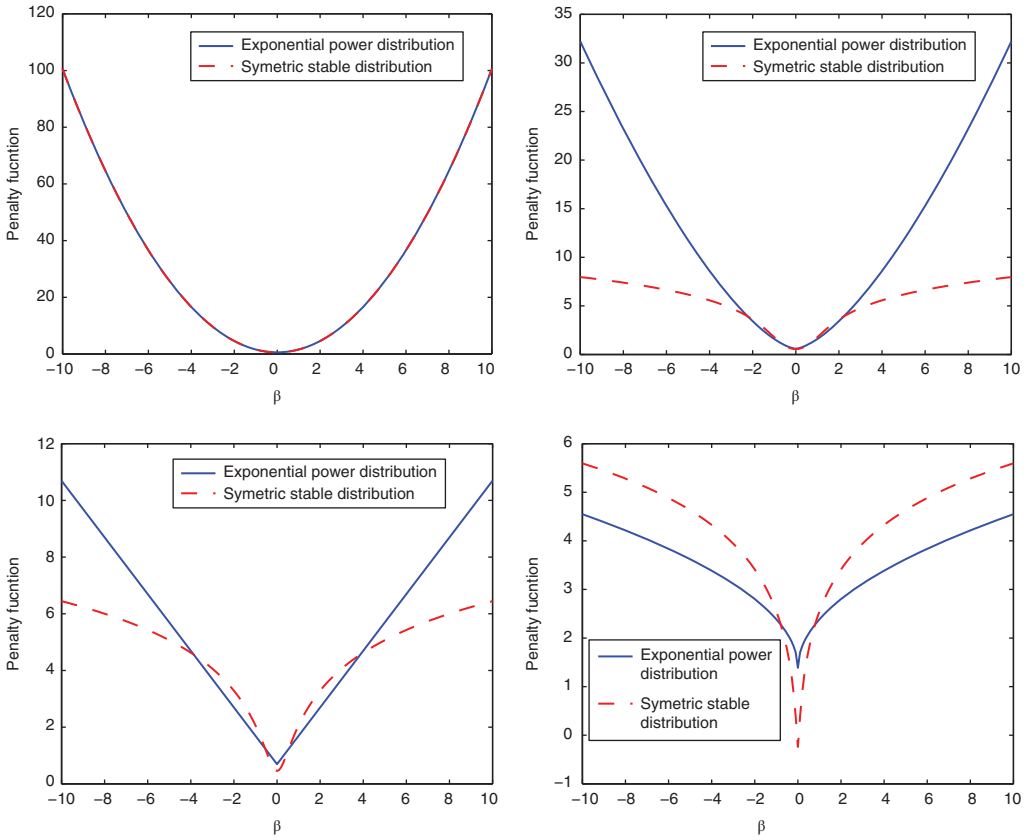 120
100
80
60
40
20
0
Penalty fucntion
Exponential power distribution
Symetric stable distribution
−10 −8 −6 −4 −2 0 2 4 6 8 10
β
35
30
25
20
15
10
5
0
Penalty fucntion
Exponential power distribution
Symetric stable distribution
−10 −8 −6 −4 −2 0 2 4 6 8 10
β
12
10
8
6
4
2
0
Penalty fucntion
Exponential power distribution
Symetric stable distribution
−10 −8 −6 −4 −2 0 2 4 6 8 10
β
6
5
4
3
2
1
0
−1
Penalty fucntion
Exponential power
distribution
Symetric stable
distribution
−10 −8 −6 −4 −2 0 2 4 6 8 10
β